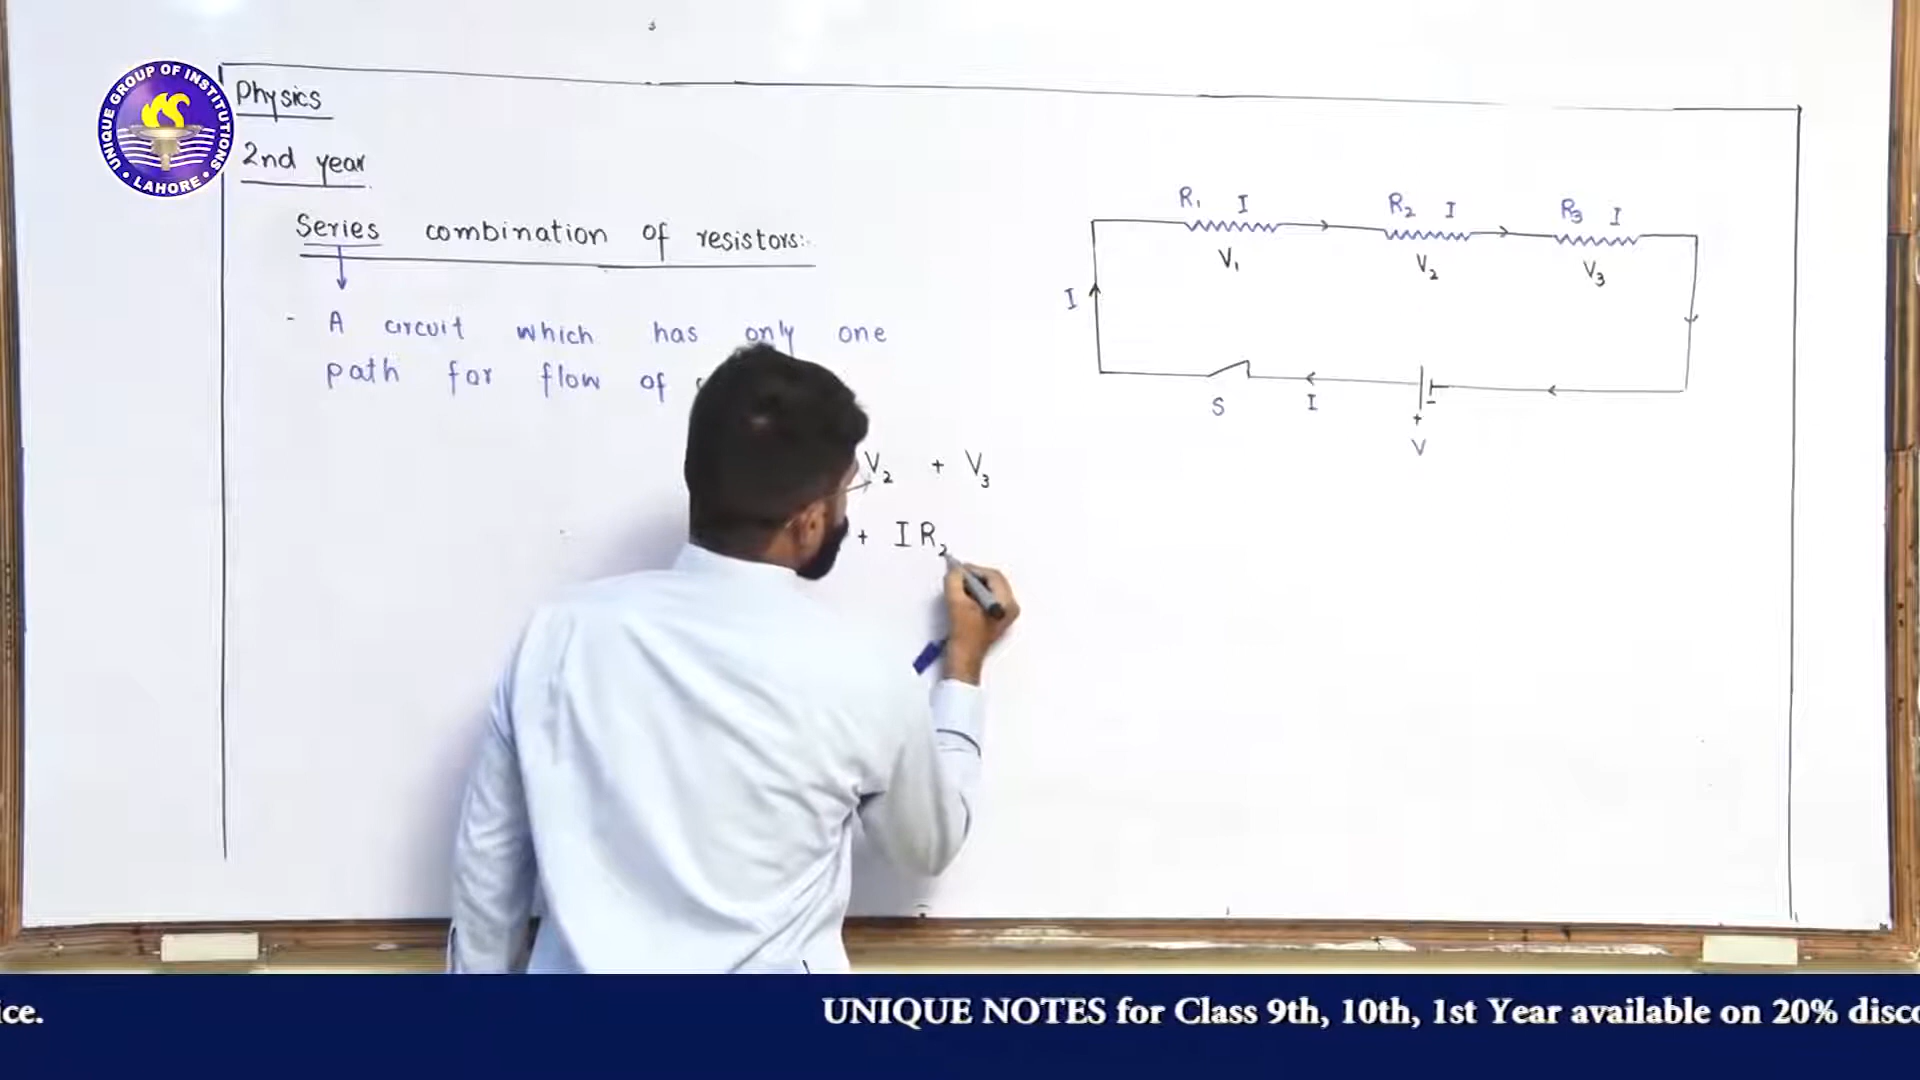 UNIQUE GROUP OF INSTITUTIONS
• LAHORE •
Physics
2nd year
Series combination of resistors:-
- A circuit which has only one
path for flow of
V2 + V3
+ I R2
R1 I
R2 I
R3 I
V1
V2
V3
I
S
I
+
-
V
ice.
UNIQUE NOTES for Class 9th, 10th, 1st Year available on 20% disco